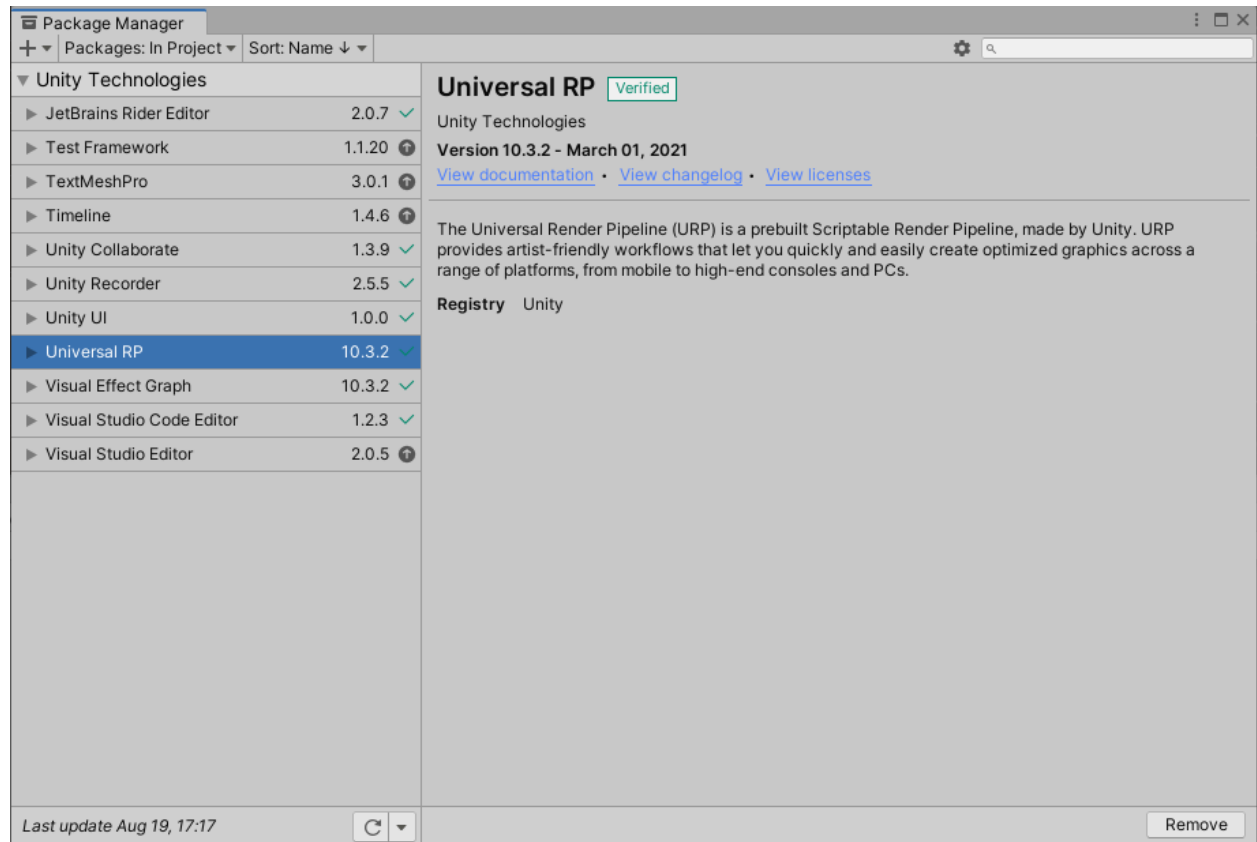 Package Manager
Packages: In Project Sort: Name ↓
Unity Technologies
JetBrains Rider Editor 2.0.7
Test Framework 1.1.20
TextMeshPro 3.0.1
Timeline 1.4.6
Unity Collaborate 1.3.9
Unity Recorder 2.5.5
Unity UI 1.0.0
Universal RP 10.3.2
Visual Effect Graph 10.3.2
Visual Studio Code Editor 1.2.3
Visual Studio Editor 2.0.5
Last update Aug 19, 17:17
Universal RP Verified
Unity Technologies
Version 10.3.2 - March 01, 2021
View documentation • View changelog • View licenses
The Universal Render Pipeline (URP) is a prebuilt Scriptable Render Pipeline, made by Unity. URP
provides artist-friendly workflows that let you quickly and easily create optimized graphics across a
range of platforms, from mobile to high-end consoles and PCs.
Registry Unity
Remove